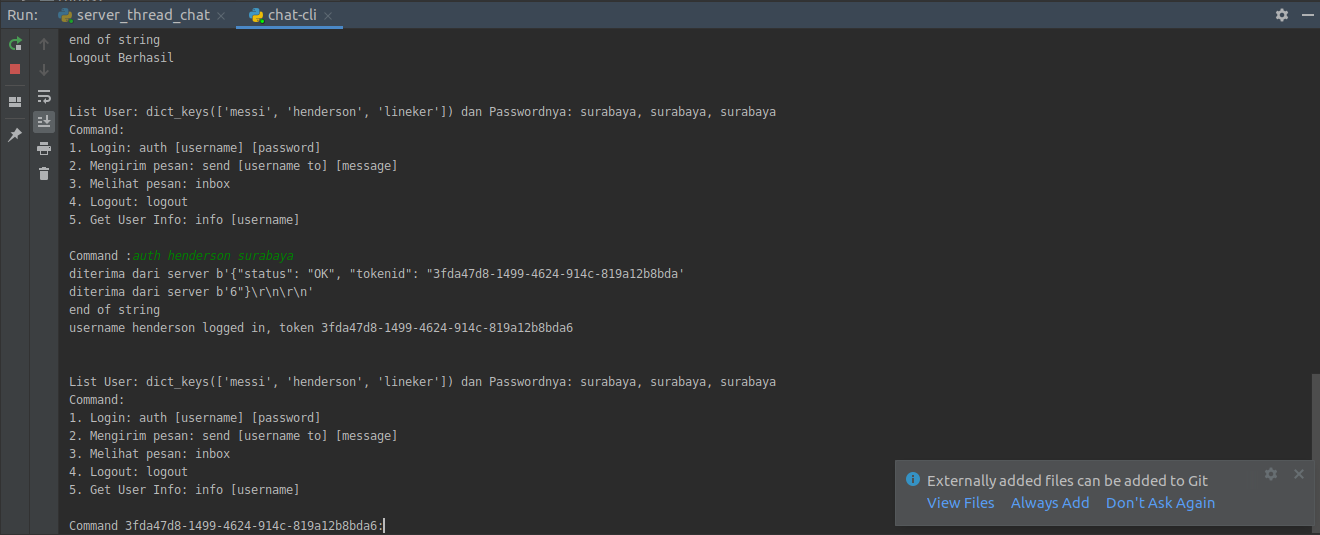 Run: server_thread_chat × chat-cli ×
end of string
Logout Berhasil
List User: dict_keys(['messi', 'henderson', 'lineker']) dan Passwordnya: surabaya, surabaya, surabaya
Command:
1. Login: auth [username] [password]
2. Mengirim pesan: send [username to] [message]
3. Melihat pesan: inbox
4. Logout: logout
5. Get User Info: info [username]
Command :auth henderson surabaya
diterima dari server b'{"status": "OK", "tokenid": "3fda47d8-1499-4624-914c-819a12b8bda'
diterima dari server b'6"}\r\n\r\n'
end of string
username henderson logged in, token 3fda47d8-1499-4624-914c-819a12b8bda6
List User: dict_keys(['messi', 'henderson', 'lineker']) dan Passwordnya: surabaya, surabaya, surabaya
Command:
1. Login: auth [username] [password]
2. Mengirim pesan: send [username to] [message]
3. Melihat pesan: inbox
4. Logout: logout
5. Get User Info: info [username]
Command 3fda47d8-1499-4624-914c-819a12b8bda6:
Externally added files can be added to Git
View Files Always Add Don't Ask Again